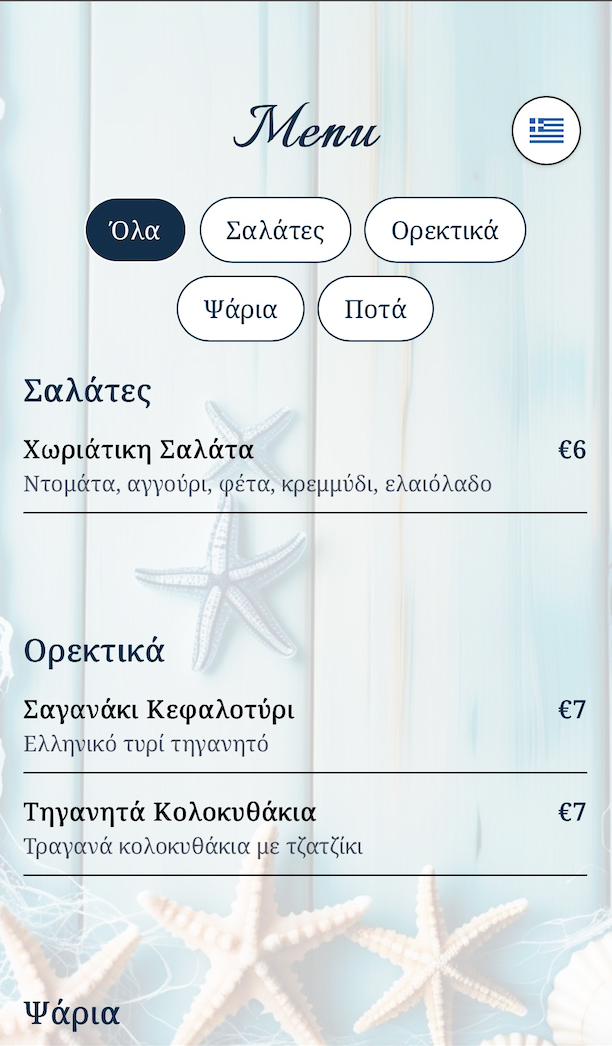 Menu
Όλα
Σαλάτες
Ορεκτικά
Ψάρια
Ποτά
Σαλάτες
Χωριάτικη Σαλάτα €6
Ντομάτα, αγγούρι, φέτα, κρεμμύδι, ελαιόλαδο
Ορεκτικά
Σαγανάκι Κεφαλοτύρι €7
Ελληνικό τυρί τηγανητό
Τηγανητά Κολοκυθάκια €7
Τραγανά κολοκυθάκια με τζατζίκι
Ψάρια